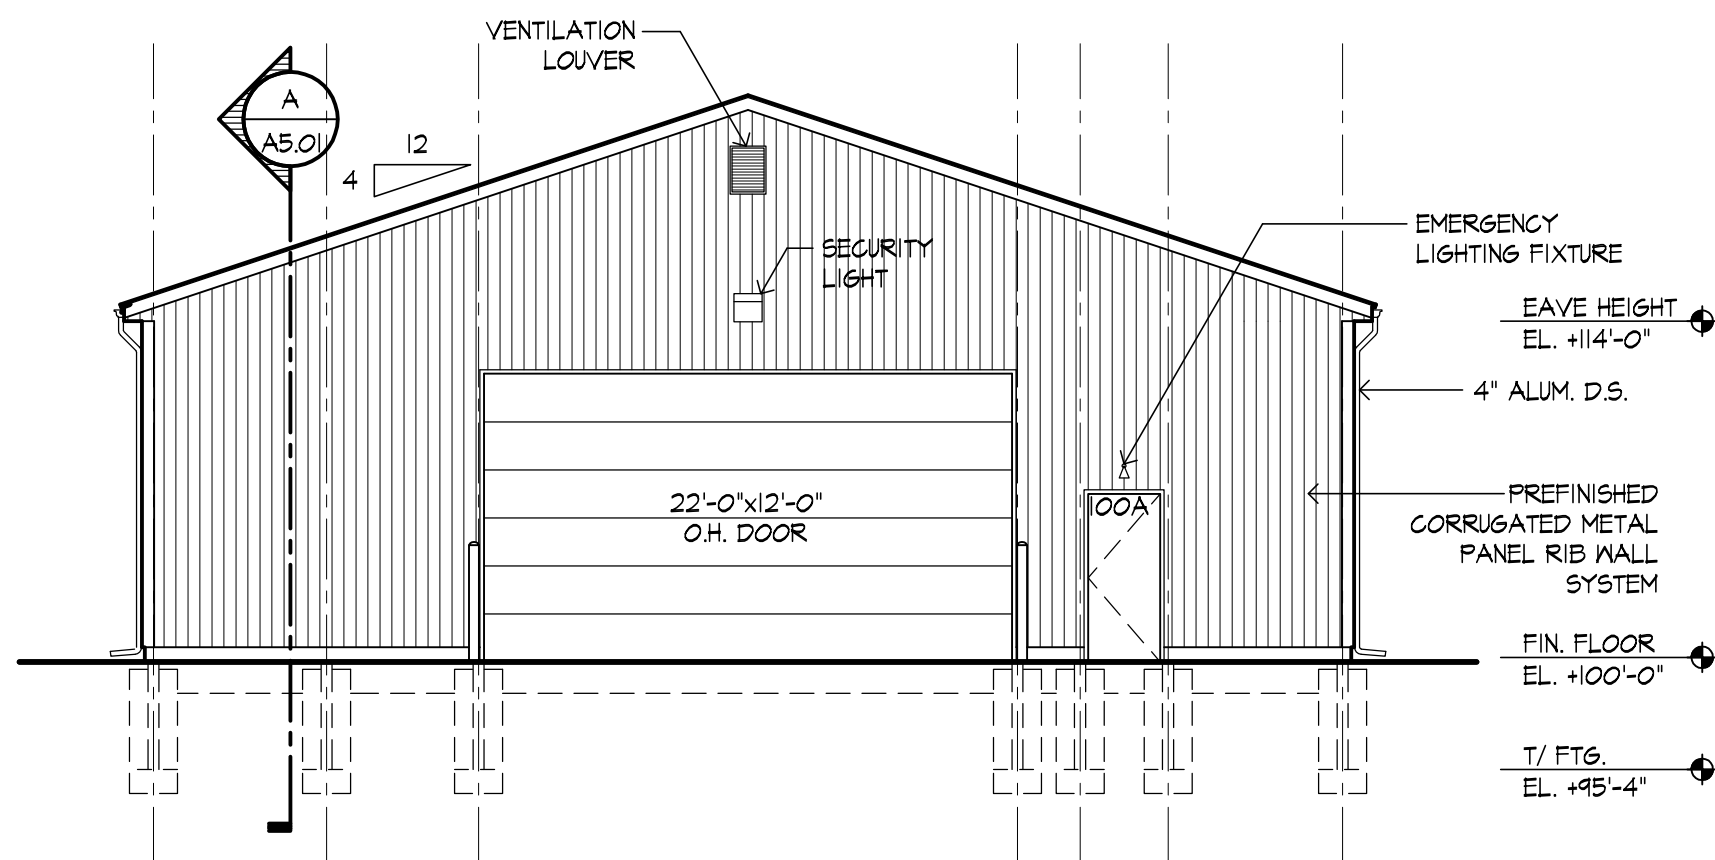 VENTILATION
LOUVER
A
A5.01
12
4
SECURITY
LIGHT
EMERGENCY
LIGHTING FIXTURE
EAVE HEIGHT
EL. +114'-0"
4" ALUM. D.S.
22'-0"x12'-0"
O.H. DOOR
100A
PREFINISHED
CORRUGATED METAL
PANEL RIB WALL
SYSTEM
FIN. FLOOR
EL. +100'-0"
T/ FTG.
EL. +95'-4"